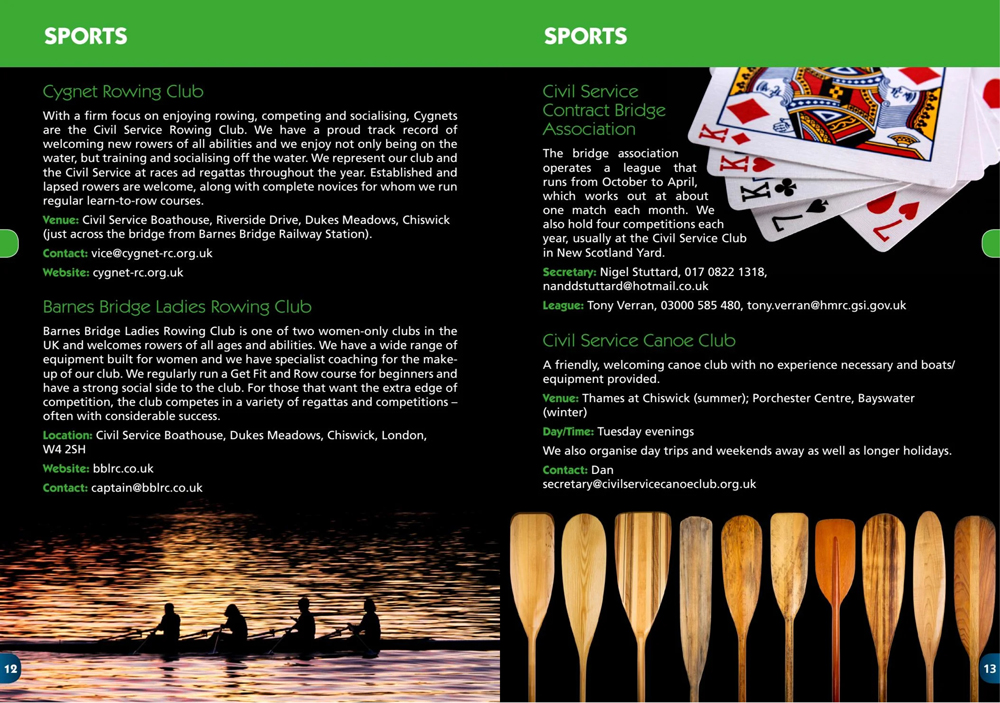 SPORTS
Cygnet Rowing Club
With a firm focus on enjoying rowing, competing and socialising, Cygnets
are the Civil Service Rowing Club. We have a proud track record of
welcoming new rowers of all abilities and we enjoy not only being on the
water, but training and socialising off the water. We represent our club and
the Civil Service at races ad regattas throughout the year. Established and
lapsed rowers are welcome, along with complete novices for whom we run
regular learn-to-row courses.
Venue: Civil Service Boathouse, Riverside Drive, Dukes Meadows, Chiswick
(just across the bridge from Barnes Bridge Railway Station).
Contact: vice@cygnet-rc.org.uk
Website: cygnet-rc.org.uk
Barnes Bridge Ladies Rowing Club
Barnes Bridge Ladies Rowing Club is one of two women-only clubs in the
UK and welcomes rowers of all ages and abilities. We have a wide range of
equipment built for women and we have specialist coaching for the make-
up of our club. We regularly run a Get Fit and Row course for beginners and
have a strong social side to the club. For those that want the extra edge of
competition, the club competes in a variety of regattas and competitions –
often with considerable success.
Location: Civil Service Boathouse, Dukes Meadows, Chiswick, London,
W4 2SH
Website: bblrc.co.uk
Contact: captain@bblrc.co.uk
12
SPORTS
Civil Service
Contract Bridge
Association
The bridge association
operates a league that
runs from October to April,
which works out at about
one match each month. We
also hold four competitions each
year, usually at the Civil Service Club
in New Scotland Yard.
Secretary: Nigel Stuttard, 017 0822 1318,
nanddstuttard@hotmail.co.uk
League: Tony Verran, 03000 585 480, tony.verran@hmrc.gsi.gov.uk
K
K
K
7
7
Civil Service Canoe Club
A friendly, welcoming canoe club with no experience necessary and boats/
equipment provided.
Venue: Thames at Chiswick (summer); Porchester Centre, Bayswater
(winter)
Day/Time: Tuesday evenings
We also organise day trips and weekends away as well as longer holidays.
Contact: Dan
secretary@civilservicecanoeclub.org.uk
13